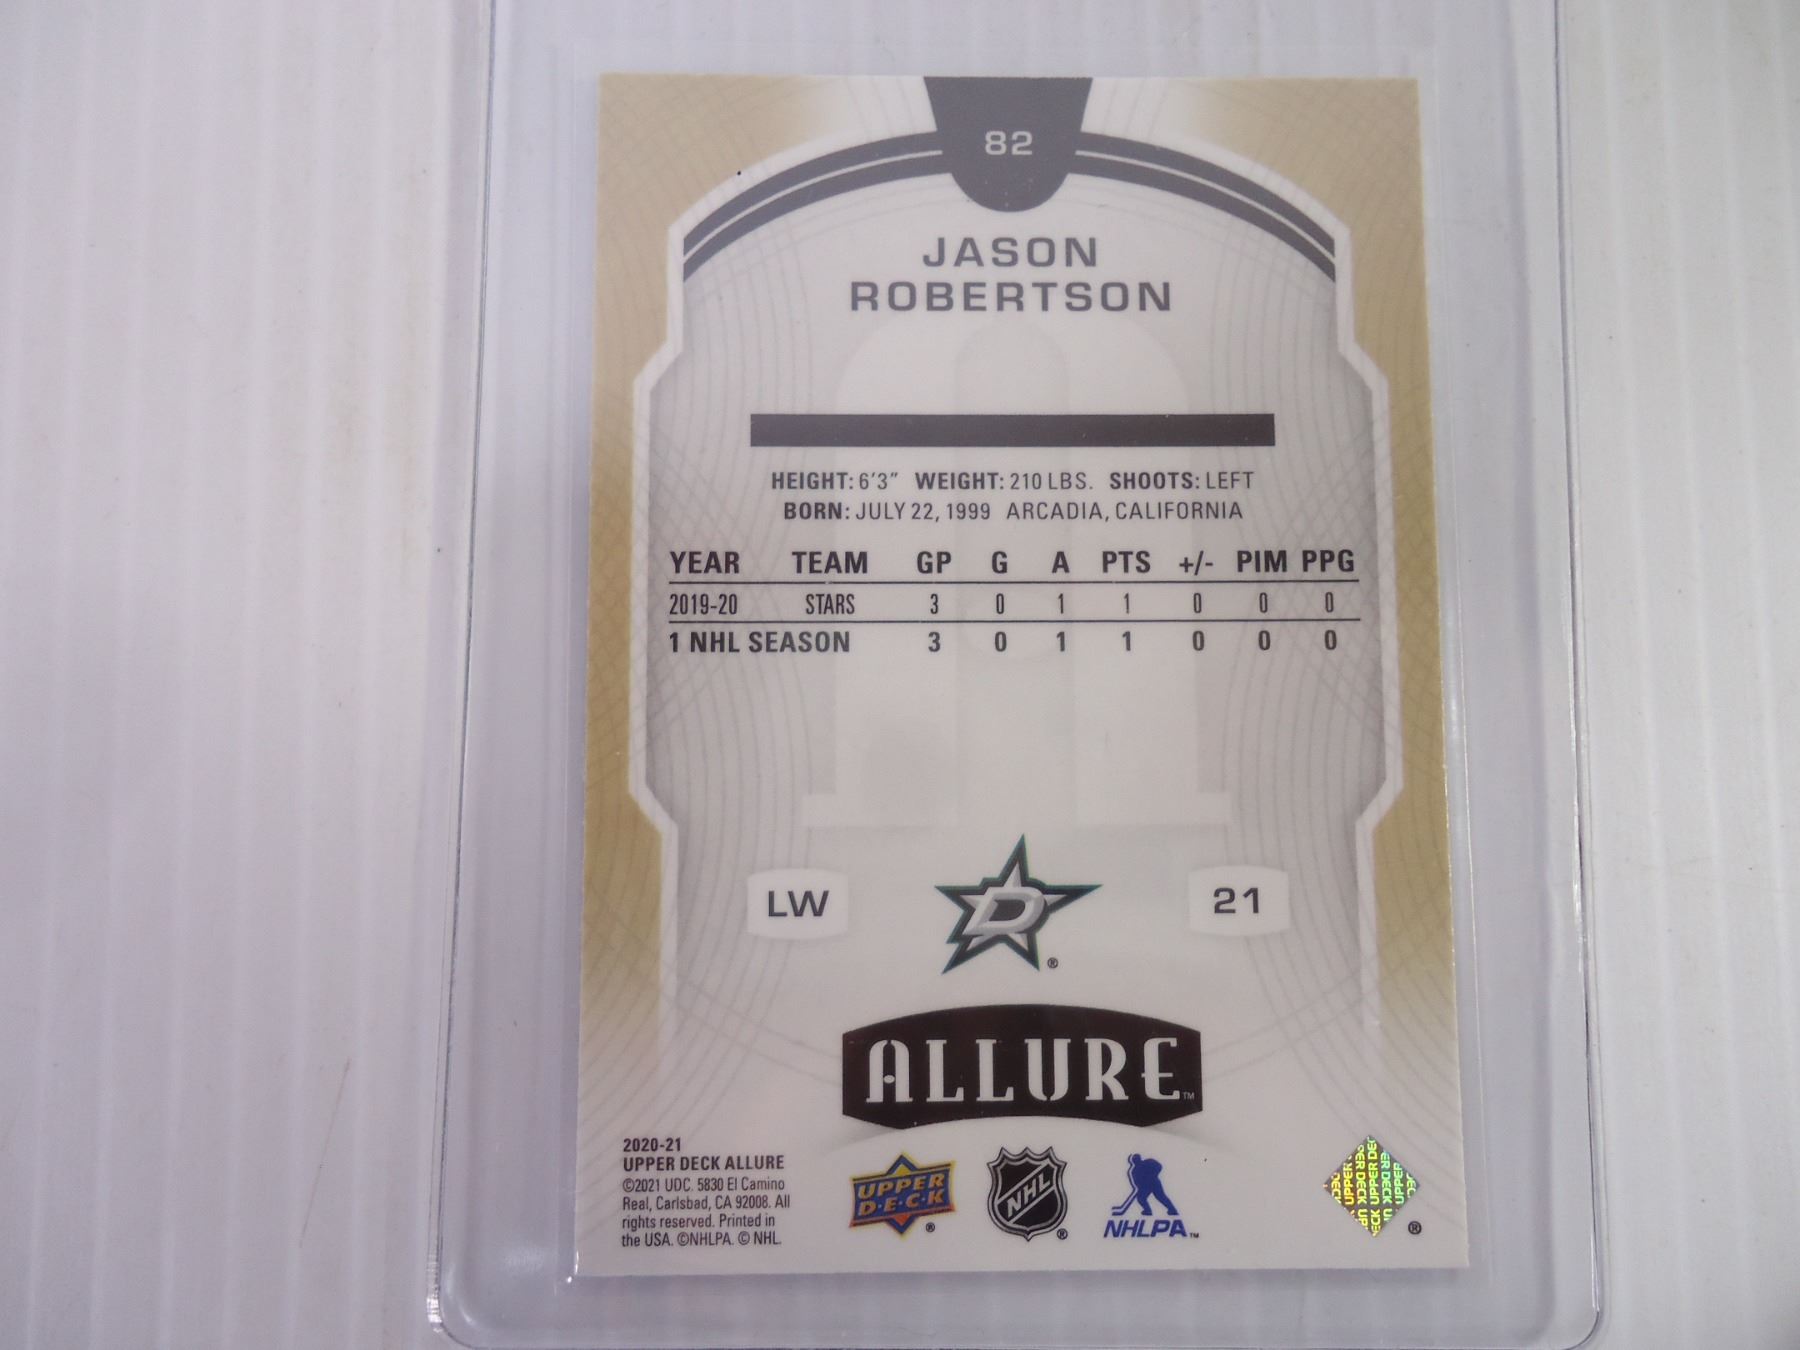 82
JASON
ROBERTSON
HEIGHT: 6'3" WEIGHT: 210 LBS. SHOOTS: LEFT
BORN: JULY 22, 1999 ARCADIA, CALIFORNIA
YEAR TEAM GP G A PTS +/- PIM PPG
2019-20 STARS 3 0 1 1 0 0 0
1 NHL SEASON 3 0 1 1 0 0 0
LW
D
®
21
ALLURE™
2020-21
UPPER DECK ALLURE
©2021 UDC. 5830 El Camino
Real, Carlsbad, CA 92008. All
rights reserved. Printed in
the USA. ©NHLPA. © NHL.
UPPER
D·E·C·K
®
NHL
®
NHLPA™
UPPER DECK
®